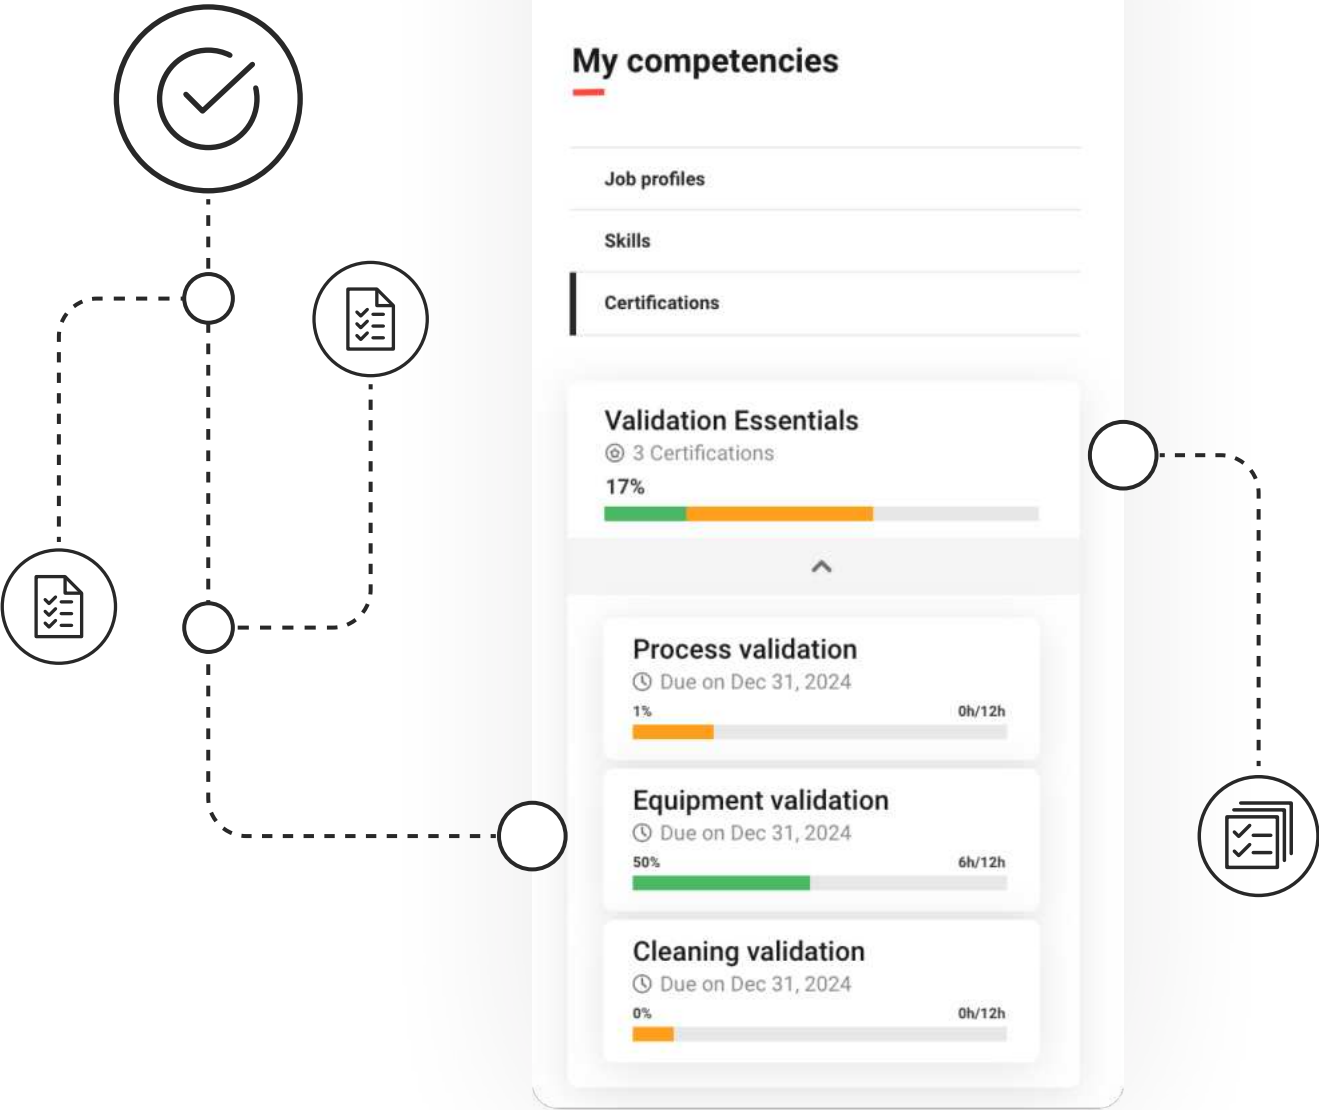 My competencies
Job profiles
Skills
Certifications
Validation Essentials
3 Certifications
17%
Process validation
Due on Dec 31, 2024
1% 0h/12h
Equipment validation
Due on Dec 31, 2024
50% 6h/12h
Cleaning validation
Due on Dec 31, 2024
0% 0h/12h